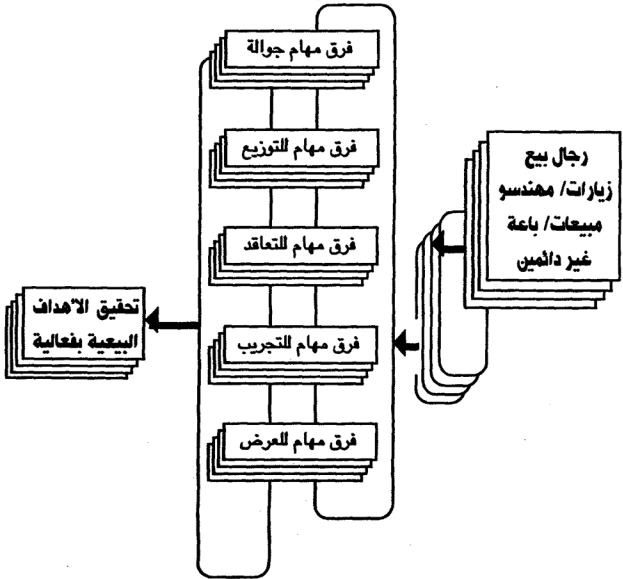 فرق مهام جوالة
فرق مهام للتوزيع
فرق مهام للتعاقد
فرق مهام للتجريب
فرق مهام للعرض
رجال بيع
زيارات/ مهندسو
مبيعات/ باعة
غير دائمين
تحقيق الأهداف
البيعية بفعالية